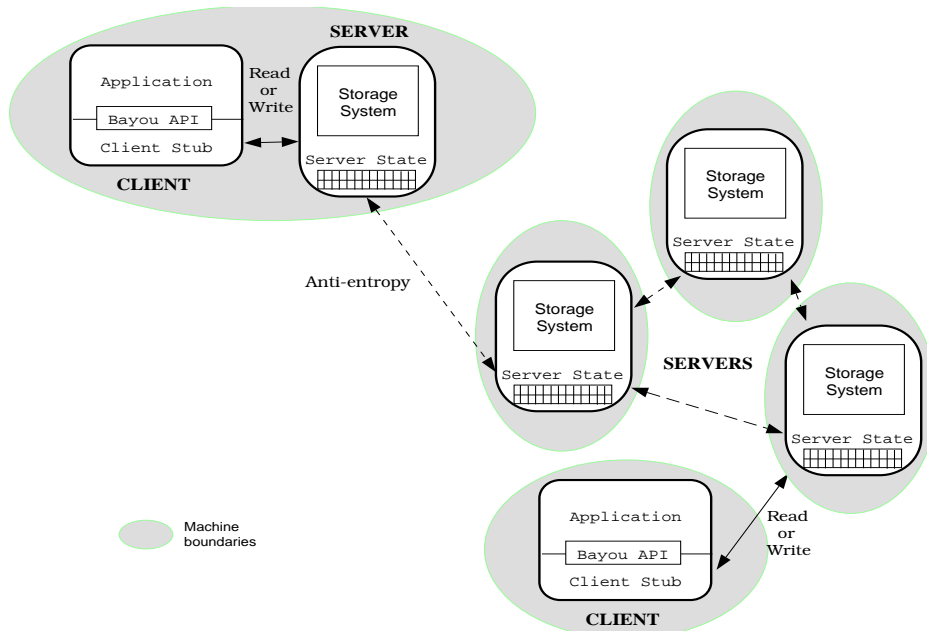 SERVER
Application
Bayou API
Client Stub
CLIENT
Read
or
Write
Storage
System
Server State
Anti-entropy
Storage
System
Server State
Storage
System
Server State
SERVERS
Storage
System
Server State
Machine
boundaries
Application
Bayou API
Client Stub
CLIENT
Read
or
Write